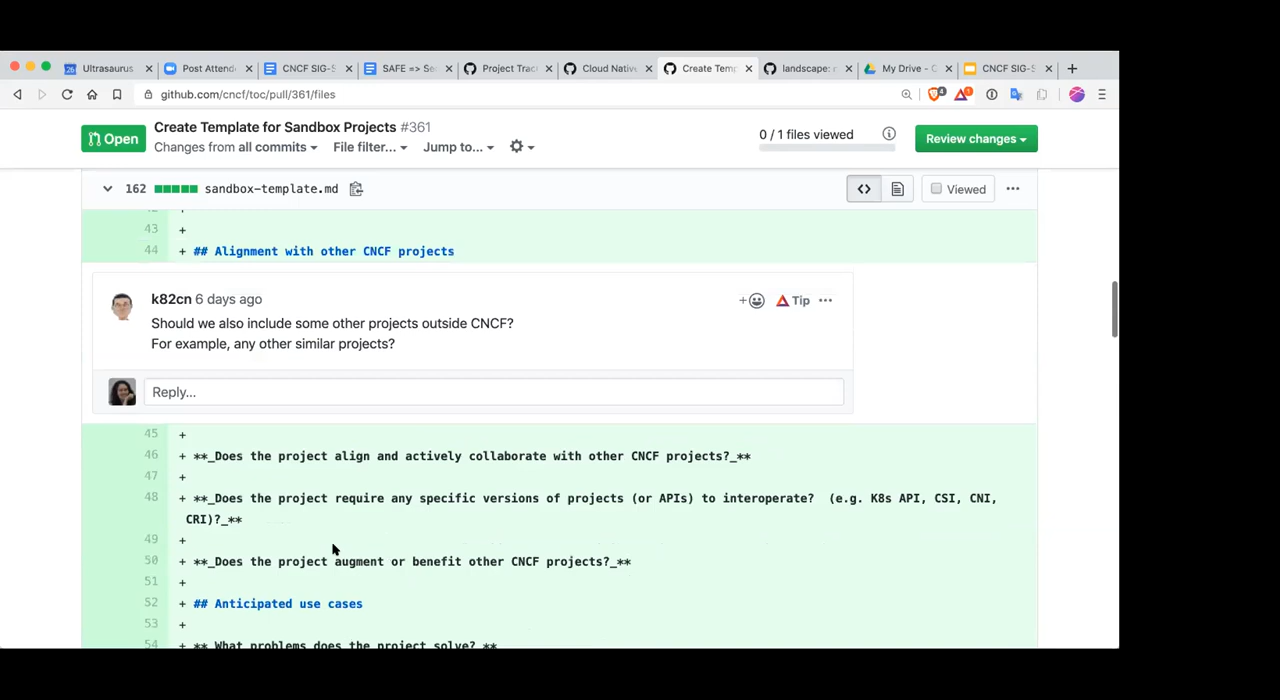 26 Ultrasaurus
Post Attend
CNCF SIG-S
SAFE => Se
Project Trac
Cloud Native
Create Temp
landscape: r
My Drive - C
CNCF SIG-S
github.com/cncf/toc/pull/361/files
4
1
Open
Create Template for Sandbox Projects #361
Changes from all commits
File filter...
Jump to...
0 / 1 files viewed
Review changes
162 sandbox-template.md
Viewed
43 +
44 + ## Alignment with other CNCF projects
k82cn 6 days ago
Tip
Should we also include some other projects outside CNCF?
For example, any other similar projects?
Reply...
45 +
46 + **_Does the project align and actively collaborate with other CNCF projects?_**
47 +
48 + **_Does the project require any specific versions of projects (or APIs) to interoperate? (e.g. K8s API, CSI, CNI,
CRI)?_**
49 +
50 + **_Does the project augment or benefit other CNCF projects?_**
51 +
52 + ## Anticipated use cases
53 +
54 + **_What problems does the project solve?_**